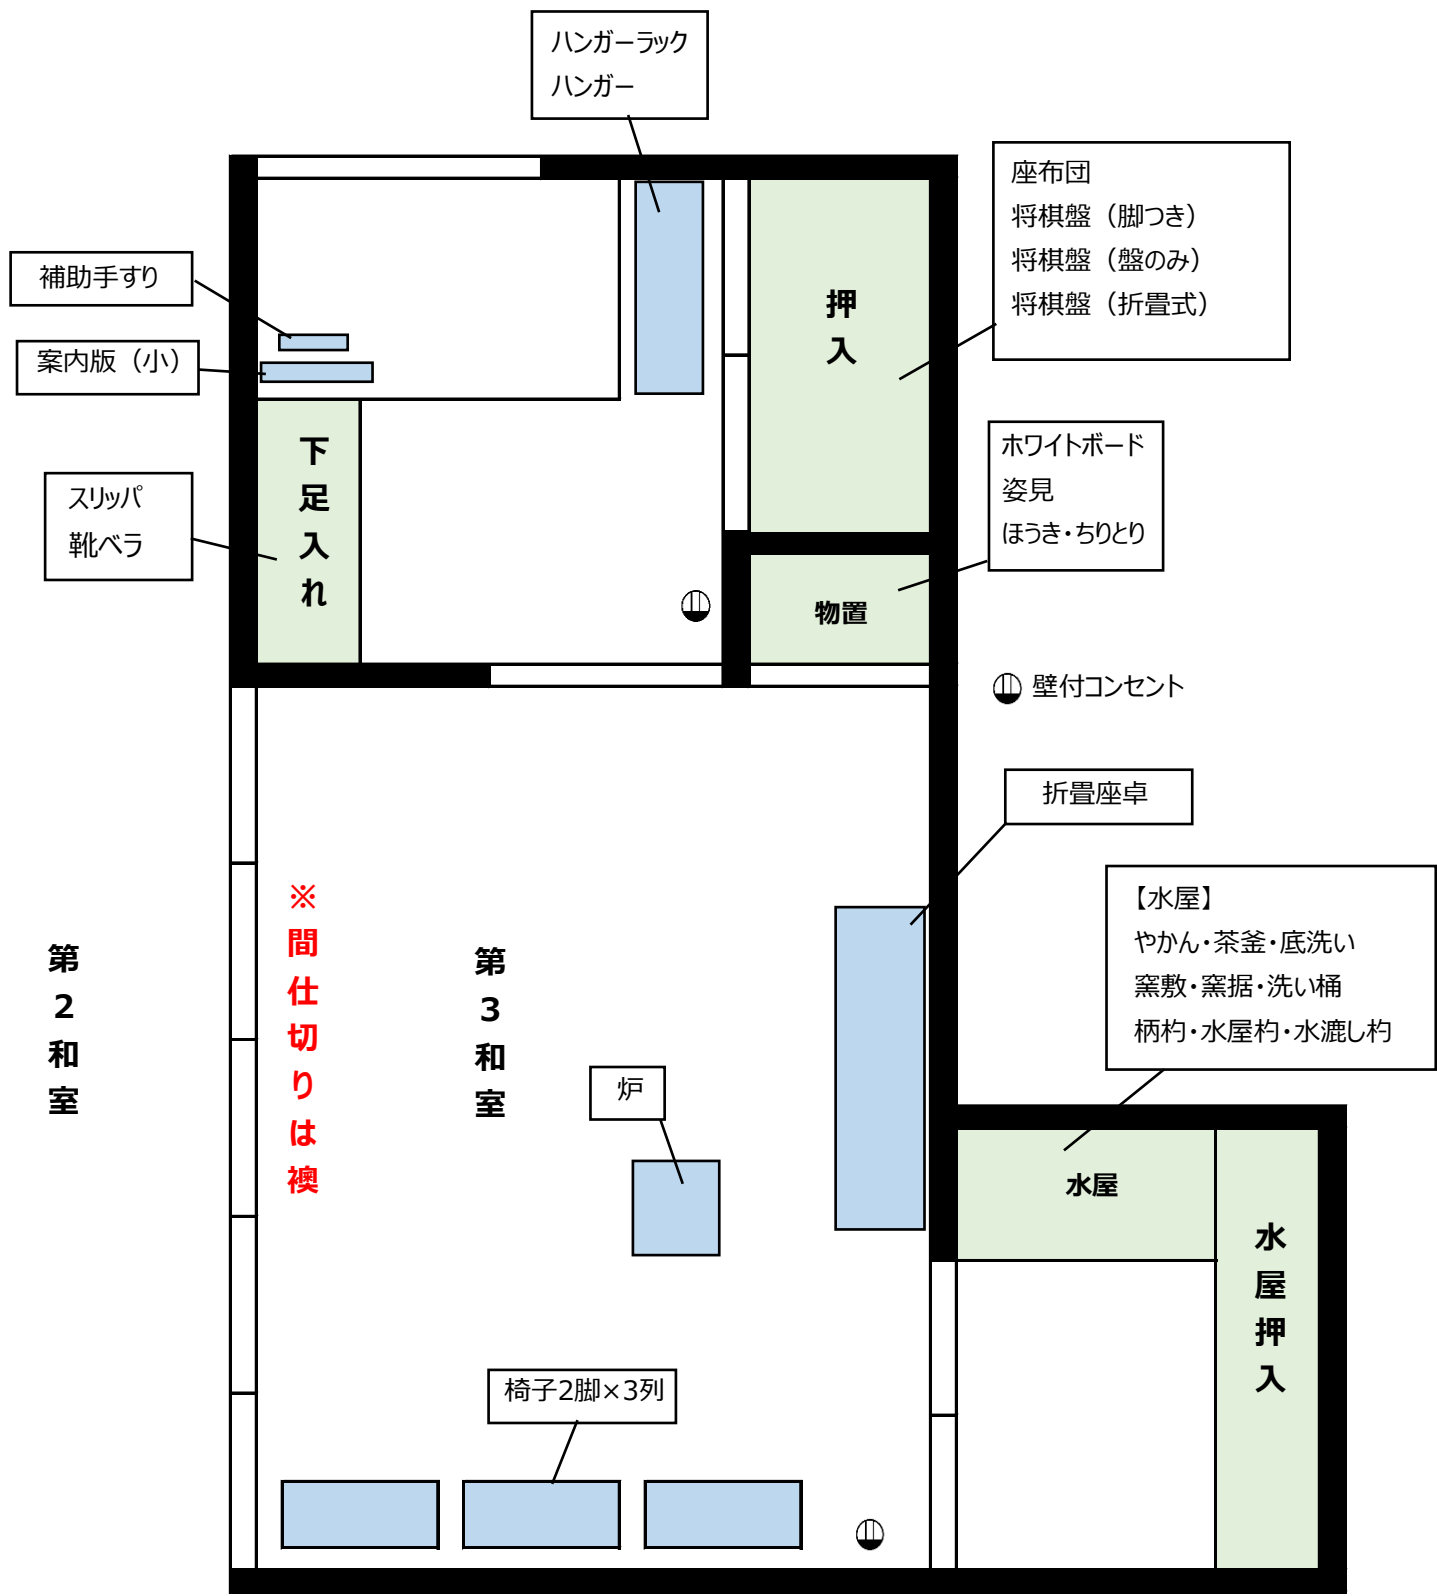 ハンガーラック
ハンガー
座布団
将棋盤（脚つき）
将棋盤（盤のみ）
将棋盤（折畳式）
補助手すり
案内版（小）
押入
下足入れ
スリッパ
靴ベラ
ホワイトボード
姿見
ほうき・ちりとり
物置
壁付コンセント
折畳座卓
【水屋】
やかん・茶釜・底洗い
窯敷・窯据・洗い桶
柄杓・水屋杓・水漉し杓
第2和室
※間仕切りは襖
第3和室
炉
水屋
水屋押入
椅子2脚×3列